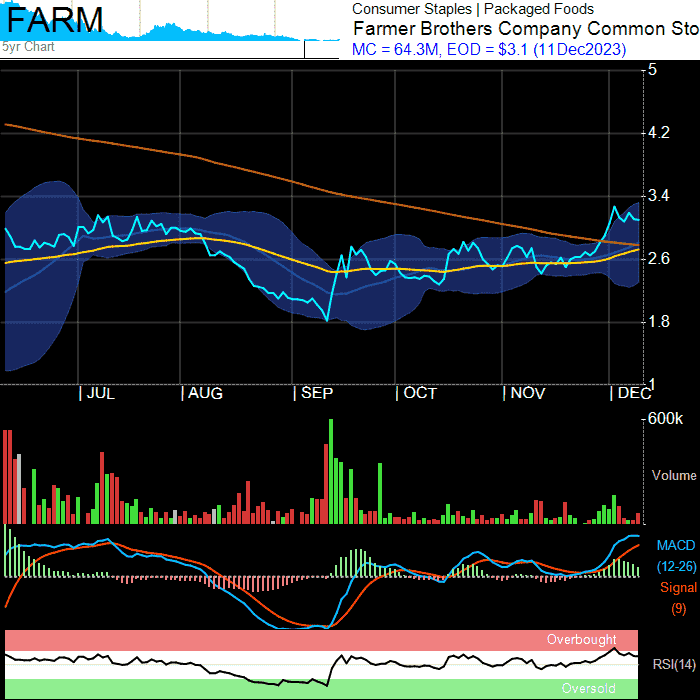 FARM
Consumer Staples | Packaged Foods
Farmer Brothers Company Common Sto
5yr Chart
MC = 64.3M, EOD = $3.1 (11Dec2023)
5
4.2
3.4
2.6
1.8
1
JUL AUG SEP OCT NOV DEC
600k
Volume
MACD
(12-26)
Signal
(9)
Overbought
RSI(14)
Oversold